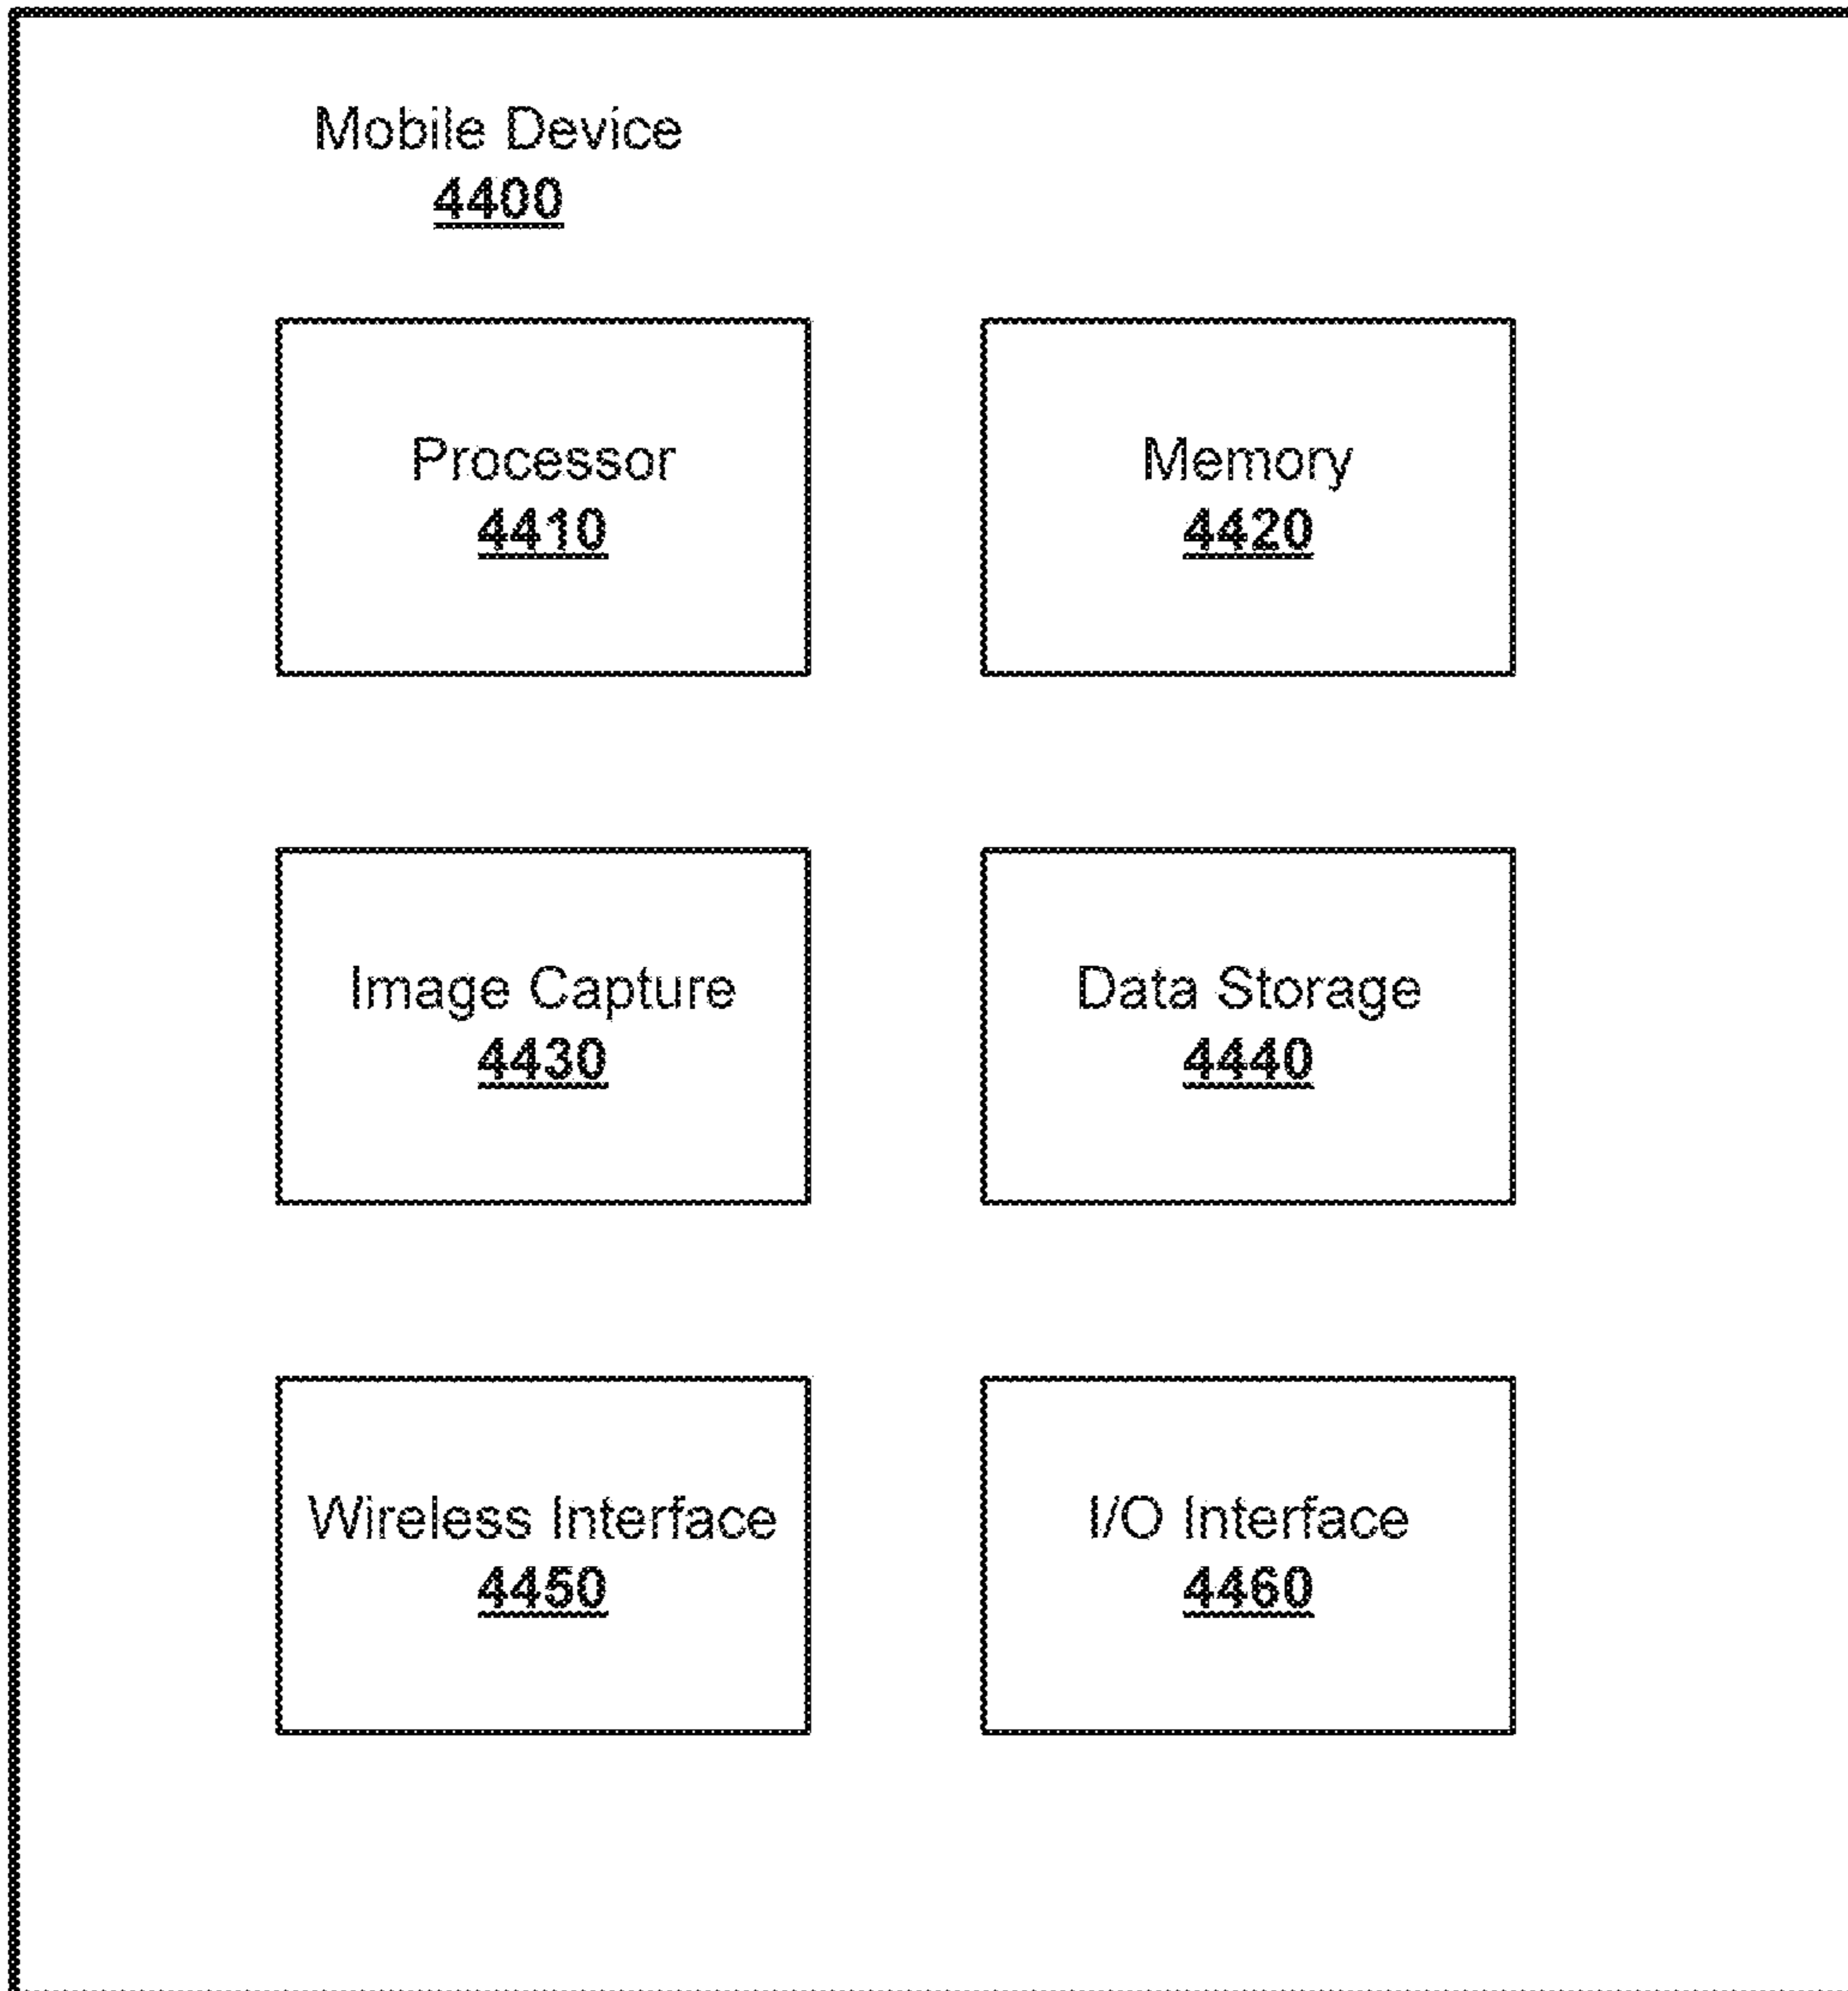 Mobile Device
4400
Processor
4410
Memory
4420
Image Capture
4430
Data Storage
4440
Wireless Interface
4450
I/O Interface
4460